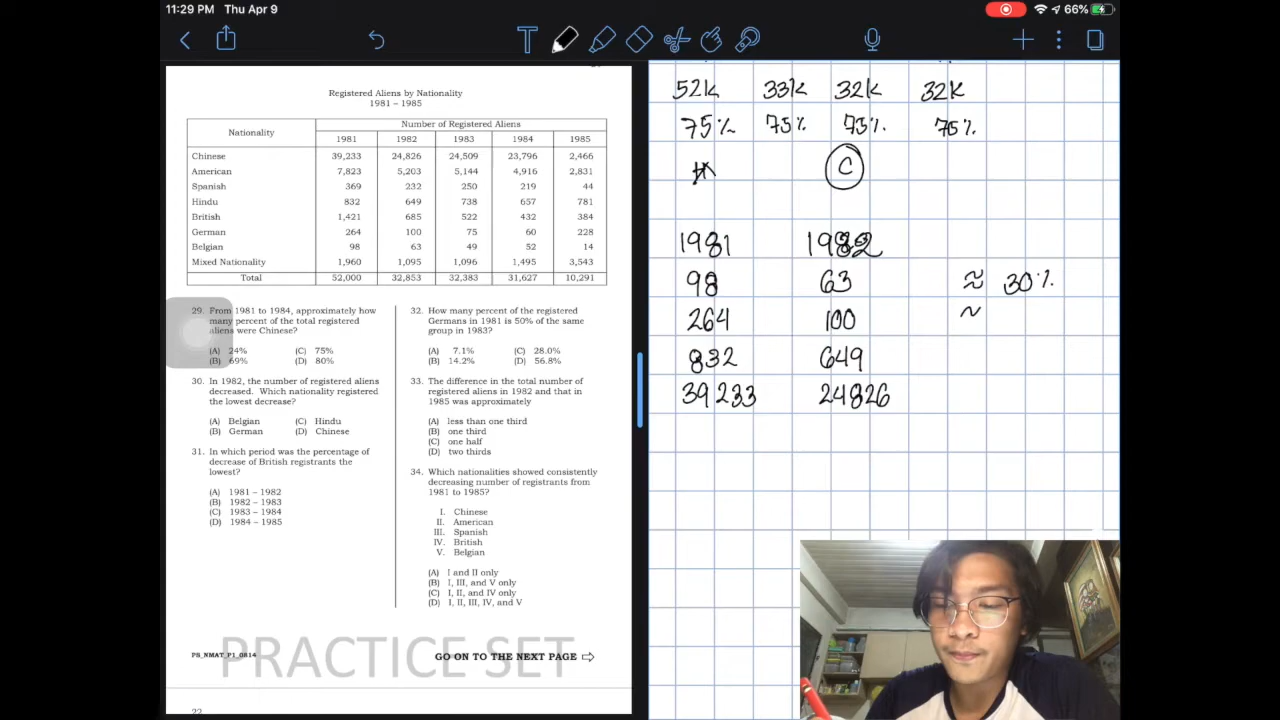 11:29 PM Thu Apr 9 66%
Registered Aliens by Nationality
1981 – 1985
Nationality Number of Registered Aliens
1981 1982 1983 1984 1985
Chinese 39,233 24,826 24,509 23,796 2,466
American 7,823 5,203 5,144 4,916 2,831
Spanish 369 232 250 219 44
Hindu 832 649 738 657 781
British 1,421 685 522 432 384
German 264 100 75 60 228
Belgian 98 63 49 52 14
Mixed Nationality 1,960 1,095 1,096 1,495 3,543
Total 52,000 32,853 32,383 31,627 10,291
29. From 1981 to 1984, approximately how
many percent of the total registered
aliens were Chinese?
(A) 24% (C) 75%
(B) 69% (D) 80%
30. In 1982, the number of registered aliens
decreased. Which nationality registered
the lowest decrease?
(A) Belgian (C) Hindu
(B) German (D) Chinese
31. In which period was the percentage of
decrease of British registrants the
lowest?
(A) 1981 – 1982
(B) 1982 – 1983
(C) 1983 – 1984
(D) 1984 – 1985
32. How many percent of the registered
Germans in 1981 is 50% of the same
group in 1983?
(A) 7.1% (C) 28.0%
(B) 14.2% (D) 56.8%
33. The difference in the total number of
registered aliens in 1982 and that in
1985 was approximately
(A) less than one third
(B) one third
(C) one half
(D) two thirds
34. Which nationalities showed consistently
decreasing number of registrants from
1981 to 1985?
I. Chinese
II. American
III. Spanish
IV. British
V. Belgian
(A) I and II only
(B) I, III, and V only
(C) I, II, and IV only
(D) I, II, III, IV, and V
PS_NMAT_P1_0814
PRACTICE SET
GO ON TO THE NEXT PAGE
22
52k 33k 32k 32k
75% 75% 75% 75%
C
1981 1982
98 63 ≈ 30%
264 100 ~
832 649
39233 24826